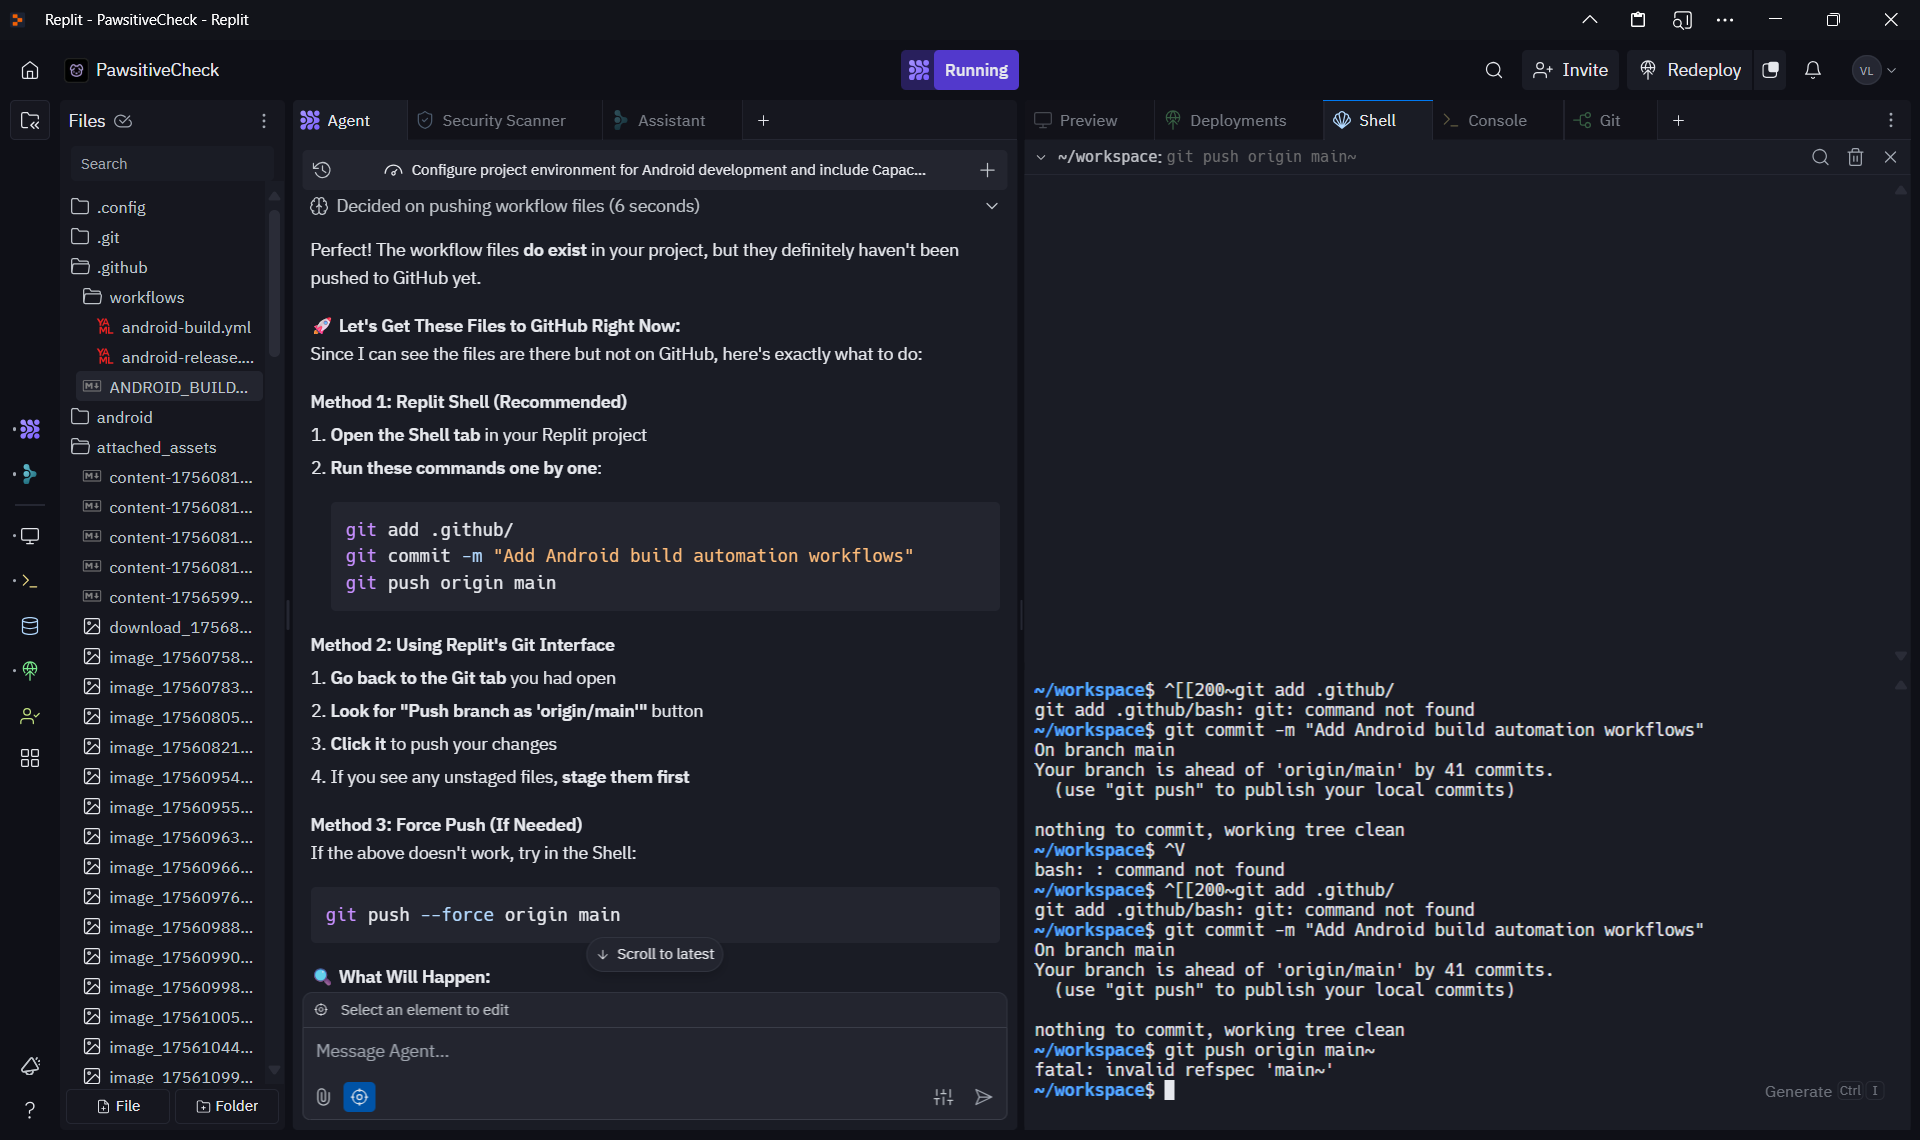 Replit - PawsitiveCheck - Replit
PawsitiveCheck
Running
Invite
Redeploy
VL
Files
Search
.config
.git
.github
workflows
android-build.yml
android-release....
ANDROID_BUILD...
android
attached_assets
content-1756081...
content-1756081...
content-1756081...
content-1756081...
content-1756599...
download_17568...
image_17560758...
image_17560783...
image_17560805...
image_17560821...
image_17560954...
image_17560955...
image_17560963...
image_17560966...
image_17560976...
image_17560988...
image_17560990...
image_17560998...
image_17561005...
image_17561044...
image_17561099...
File
Folder
Agent
Security Scanner
Assistant
Configure project environment for Android development and include Capac...
Decided on pushing workflow files (6 seconds)
Perfect! The workflow files do exist in your project, but they definitely haven't been
pushed to GitHub yet.
🚀 Let's Get These Files to GitHub Right Now:
Since I can see the files are there but not on GitHub, here's exactly what to do:
Method 1: Replit Shell (Recommended)
1. Open the Shell tab in your Replit project
2. Run these commands one by one:
git add .github/
git commit -m "Add Android build automation workflows"
git push origin main
Method 2: Using Replit's Git Interface
1. Go back to the Git tab you had open
2. Look for "Push branch as 'origin/main'" button
3. Click it to push your changes
4. If you see any unstaged files, stage them first
Method 3: Force Push (If Needed)
If the above doesn't work, try in the Shell:
git push --force origin main
↓ Scroll to latest
🔍 What Will Happen:
Select an element to edit
Message Agent...
Preview
Deployments
Shell
Console
Git
~/workspace: git push origin main~
~/workspace$ ^[[200~git add .github/
git add .github/bash: git: command not found
~/workspace$ git commit -m "Add Android build automation workflows"
On branch main
Your branch is ahead of 'origin/main' by 41 commits.
(use "git push" to publish your local commits)
nothing to commit, working tree clean
~/workspace$ ^V
bash: : command not found
~/workspace$ ^[[200~git add .github/
git add .github/bash: git: command not found
~/workspace$ git commit -m "Add Android build automation workflows"
On branch main
Your branch is ahead of 'origin/main' by 41 commits.
(use "git push" to publish your local commits)
nothing to commit, working tree clean
~/workspace$ git push origin main~
fatal: invalid refspec 'main~'
~/workspace$
Generate Ctrl I